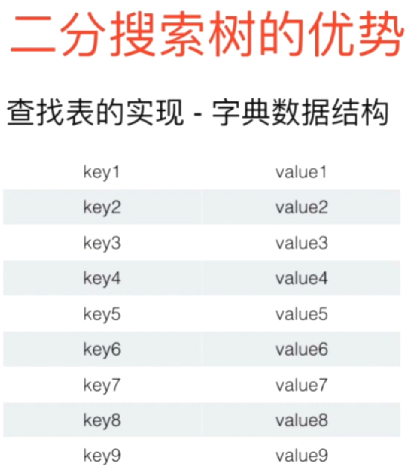 二分搜索树的优势
查找表的实现 - 字典数据结构
key1 value1
key2 value2
key3 value3
key4 value4
key5 value5
key6 value6
key7 value7
key8 value8
key9 value9